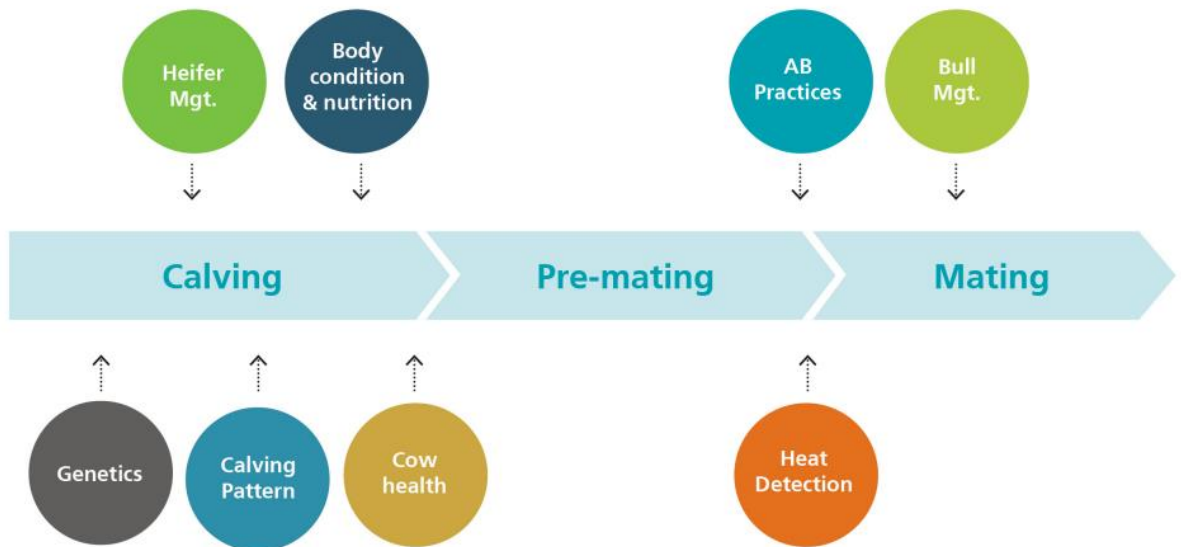 Heifer
Mgt.
Body
condition
& nutrition
AB
Practices
Bull
Mgt.
Calving
Pre-mating
Mating
Genetics
Calving
Pattern
Cow
health
Heat
Detection